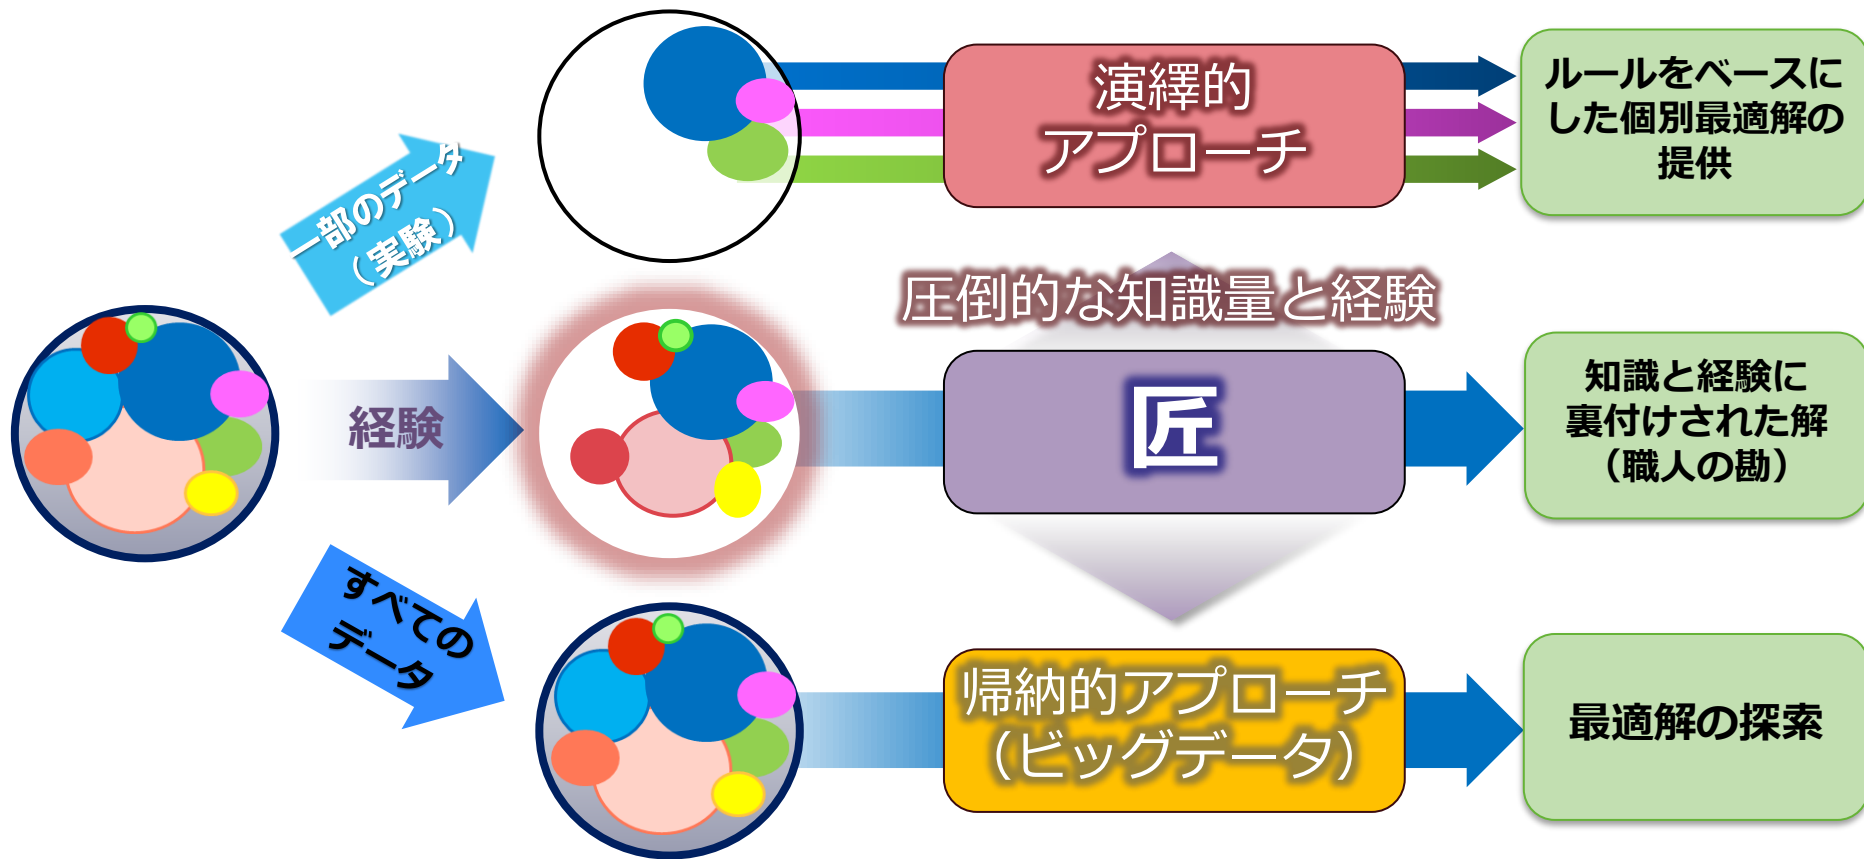 一部のデータ
（実験）
演繹的
アプローチ
ルールをベースに
した個別最適解の
提供
経験
圧倒的な知識量と経験
匠
知識と経験に
裏付けされた解
（職人の勘）
すべての
データ
帰納的アプローチ
（ビッグデータ）
最適解の探索